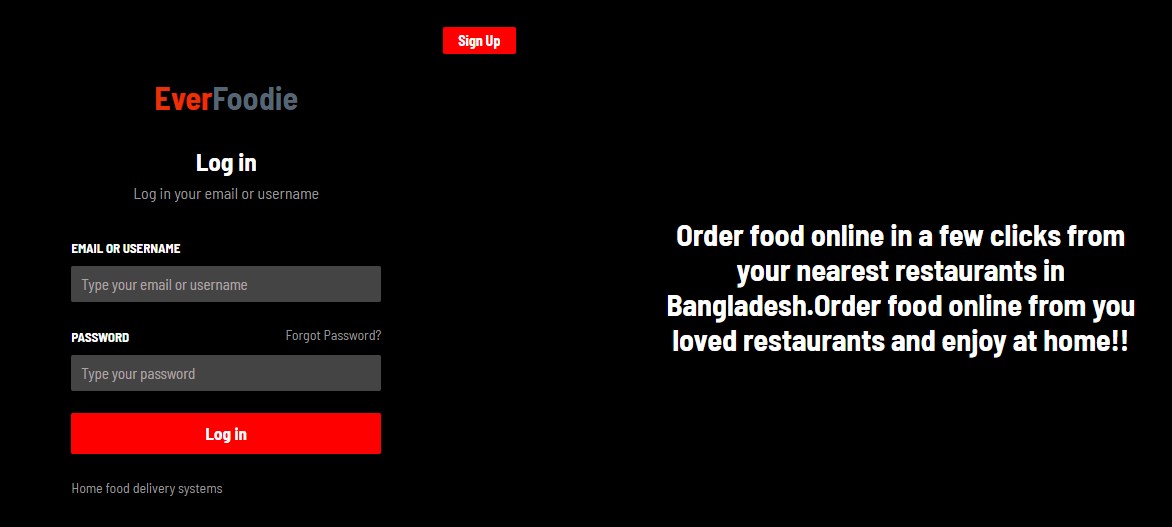 Sign Up
EverFoodie
Log in
Log in your email or username
EMAIL OR USERNAME
Type your email or username
PASSWORD
Forgot Password?
Type your password
Log in
Home food delivery systems
Order food online in a few clicks from
your nearest restaurants in
Bangladesh.Order food online from you
loved restaurants and enjoy at home!!